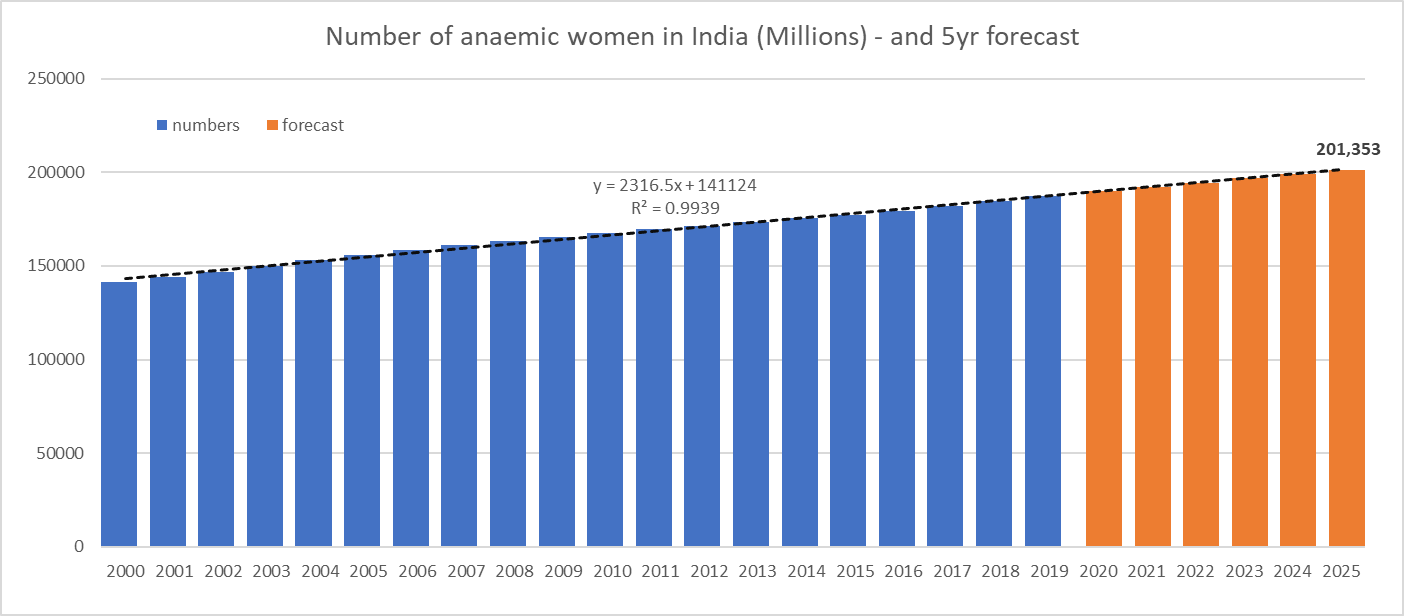 Number of anaemic women in India (Millions) - and 5yr forecast
250000
numbers forecast
201,353
200000
y = 2316.5x + 141124
R² = 0.9939
150000
100000
50000
0
2000 2001 2002 2003 2004 2005 2006 2007 2008 2009 2010 2011 2012 2013 2014 2015 2016 2017 2018 2019 2020 2021 2022 2023 2024 2025